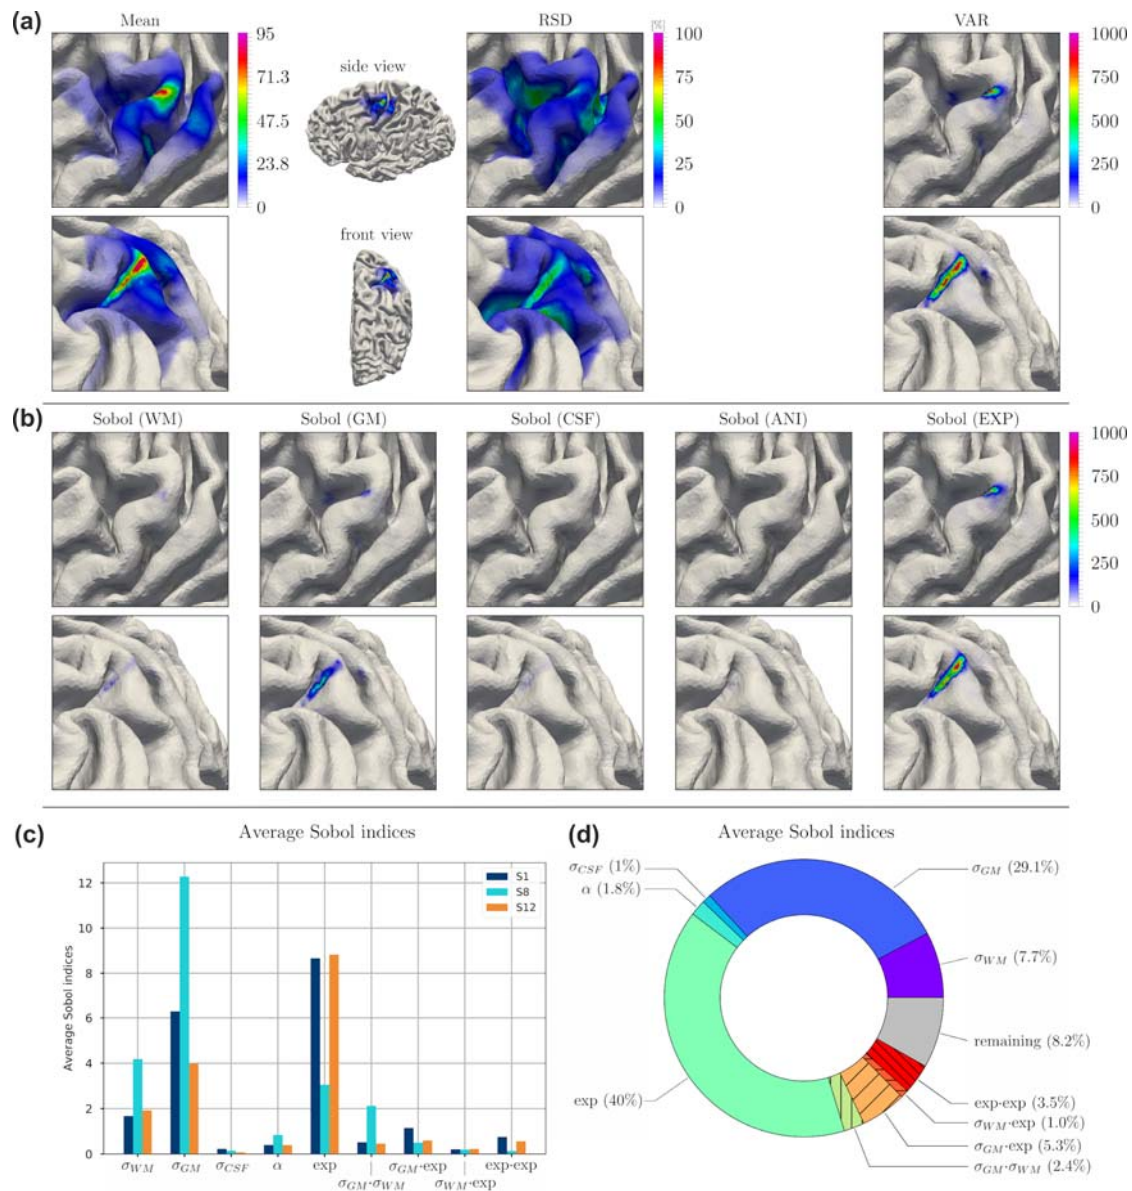 (a)
Mean
RSD
VAR
95
71.3
47.5
23.8
0
side view
front view
[%]
100
75
50
25
0
1000
750
500
250
0
(b)
Sobol (WM)
Sobol (GM)
Sobol (CSF)
Sobol (ANI)
Sobol (EXP)
1000
750
500
250
0
(c)
Average Sobol indices
Average Sobol indices
12
10
8
6
4
2
0
S1
S8
S12
σ_WM
σ_GM
σ_CSF
α
exp
σ_GM·σ_WM
σ_GM·exp
σ_WM·exp
exp·exp
(d)
Average Sobol indices
σ_CSF (1%)
α (1.8%)
σ_GM (29.1%)
σ_WM (7.7%)
remaining (8.2%)
exp (40%)
exp·exp (3.5%)
σ_WM·exp (1.0%)
σ_GM·exp (5.3%)
σ_GM·σ_WM (2.4%)